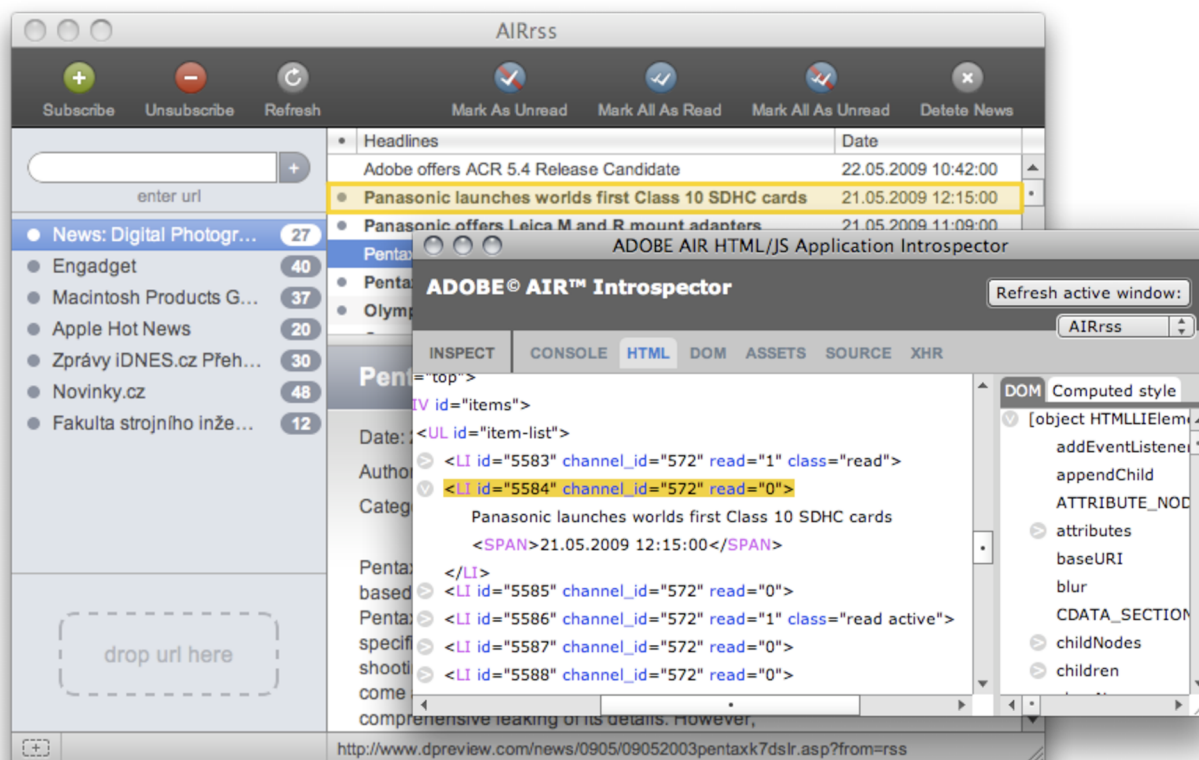 AIRrss
Subscribe
Unsubscribe
Refresh
Mark As Unread
Mark All As Read
Mark All As Unread
Detete News
enter url
News: Digital Photogr... 27
Engadget 40
Macintosh Products G... 37
Apple Hot News 20
Zprávy iDNES.cz Přeh... 30
Novinky.cz 48
Fakulta strojního inže... 12
drop url here
Headlines Date
Adobe offers ACR 5.4 Release Candidate 22.05.2009 10:42:00
Panasonic launches worlds first Class 10 SDHC cards 21.05.2009 12:15:00
Panasonic offers Leica M and R mount adapters 21.05.2009 11:09:00
Date:
based
come
comprehensive leaking of its details. However,
http://www.dpreview.com/news/0905/09052003pentaxk7dslr.asp?from=rss
ADOBE AIR HTML/JS Application Introspector
ADOBE© AIR™ Introspector
Refresh active window:
AIRrss
INSPECT CONSOLE HTML DOM ASSETS SOURCE XHR
="top">
IV id="items">
<UL id="item-list">
<LI id="5583" channel_id="572" read="1" class="read">
<LI id="5584" channel_id="572" read="0">
Panasonic launches worlds first Class 10 SDHC cards
<SPAN>21.05.2009 12:15:00</SPAN>
</LI>
<LI id="5585" channel_id="572" read="0">
<LI id="5586" channel_id="572" read="1" class="read active">
<LI id="5587" channel_id="572" read="0">
<LI id="5588" channel_id="572" read="0">
DOM Computed style
[object HTMLLIEleme
addEventListener
appendChild
ATTRIBUTE_NOD
attributes
baseURI
blur
CDATA_SECTION
childNodes
children